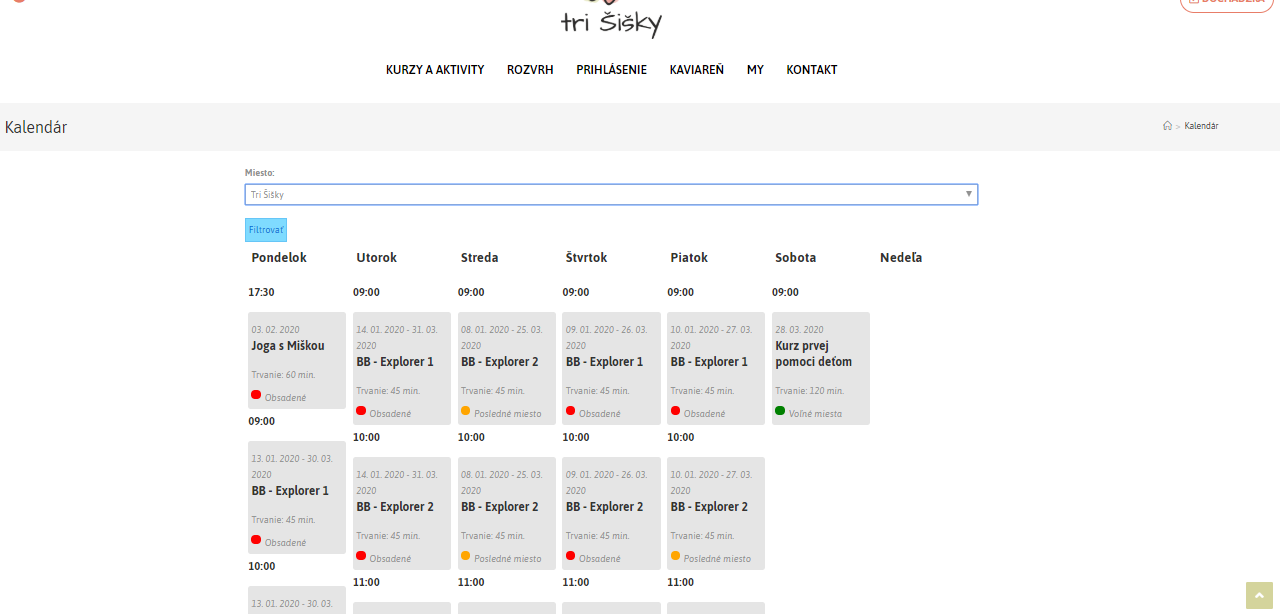 tri Šišky
KURZY A AKTIVITY ROZVRH PRIHLÁSENIE KAVIAREŇ MY KONTAKT
Kalendár
> Kalendár
Miesto:
Tri Šišky
Filtrovať
Pondelok Utorok Streda Štvrtok Piatok Sobota Nedeľa
17:30
03. 02. 2020
Joga s Miškou
Trvanie: 60 min.
Obsadené
09:00
13. 01. 2020 - 30. 03.
2020
BB - Explorer 1
Trvanie: 45 min.
Obsadené
10:00
13. 01. 2020 - 30. 03.
09:00
14. 01. 2020 - 31. 03.
2020
BB - Explorer 1
Trvanie: 45 min.
Obsadené
10:00
14. 01. 2020 - 31. 03.
2020
BB - Explorer 2
Trvanie: 45 min.
Obsadené
11:00
09:00
08. 01. 2020 - 25. 03.
2020
BB - Explorer 2
Trvanie: 45 min.
Posledné miesto
10:00
08. 01. 2020 - 25. 03.
2020
BB - Explorer 2
Trvanie: 45 min.
Posledné miesto
11:00
09:00
09. 01. 2020 - 26. 03.
2020
BB - Explorer 1
Trvanie: 45 min.
Obsadené
10:00
09. 01. 2020 - 26. 03.
2020
BB - Explorer 2
Trvanie: 45 min.
Obsadené
11:00
09:00
10. 01. 2020 - 27. 03.
2020
BB - Explorer 1
Trvanie: 45 min.
Obsadené
10:00
10. 01. 2020 - 27. 03.
2020
BB - Explorer 2
Trvanie: 45 min.
Posledné miesto
11:00
09:00
28. 03. 2020
Kurz prvej
pomoci deťom
Trvanie: 120 min.
Voľné miesta